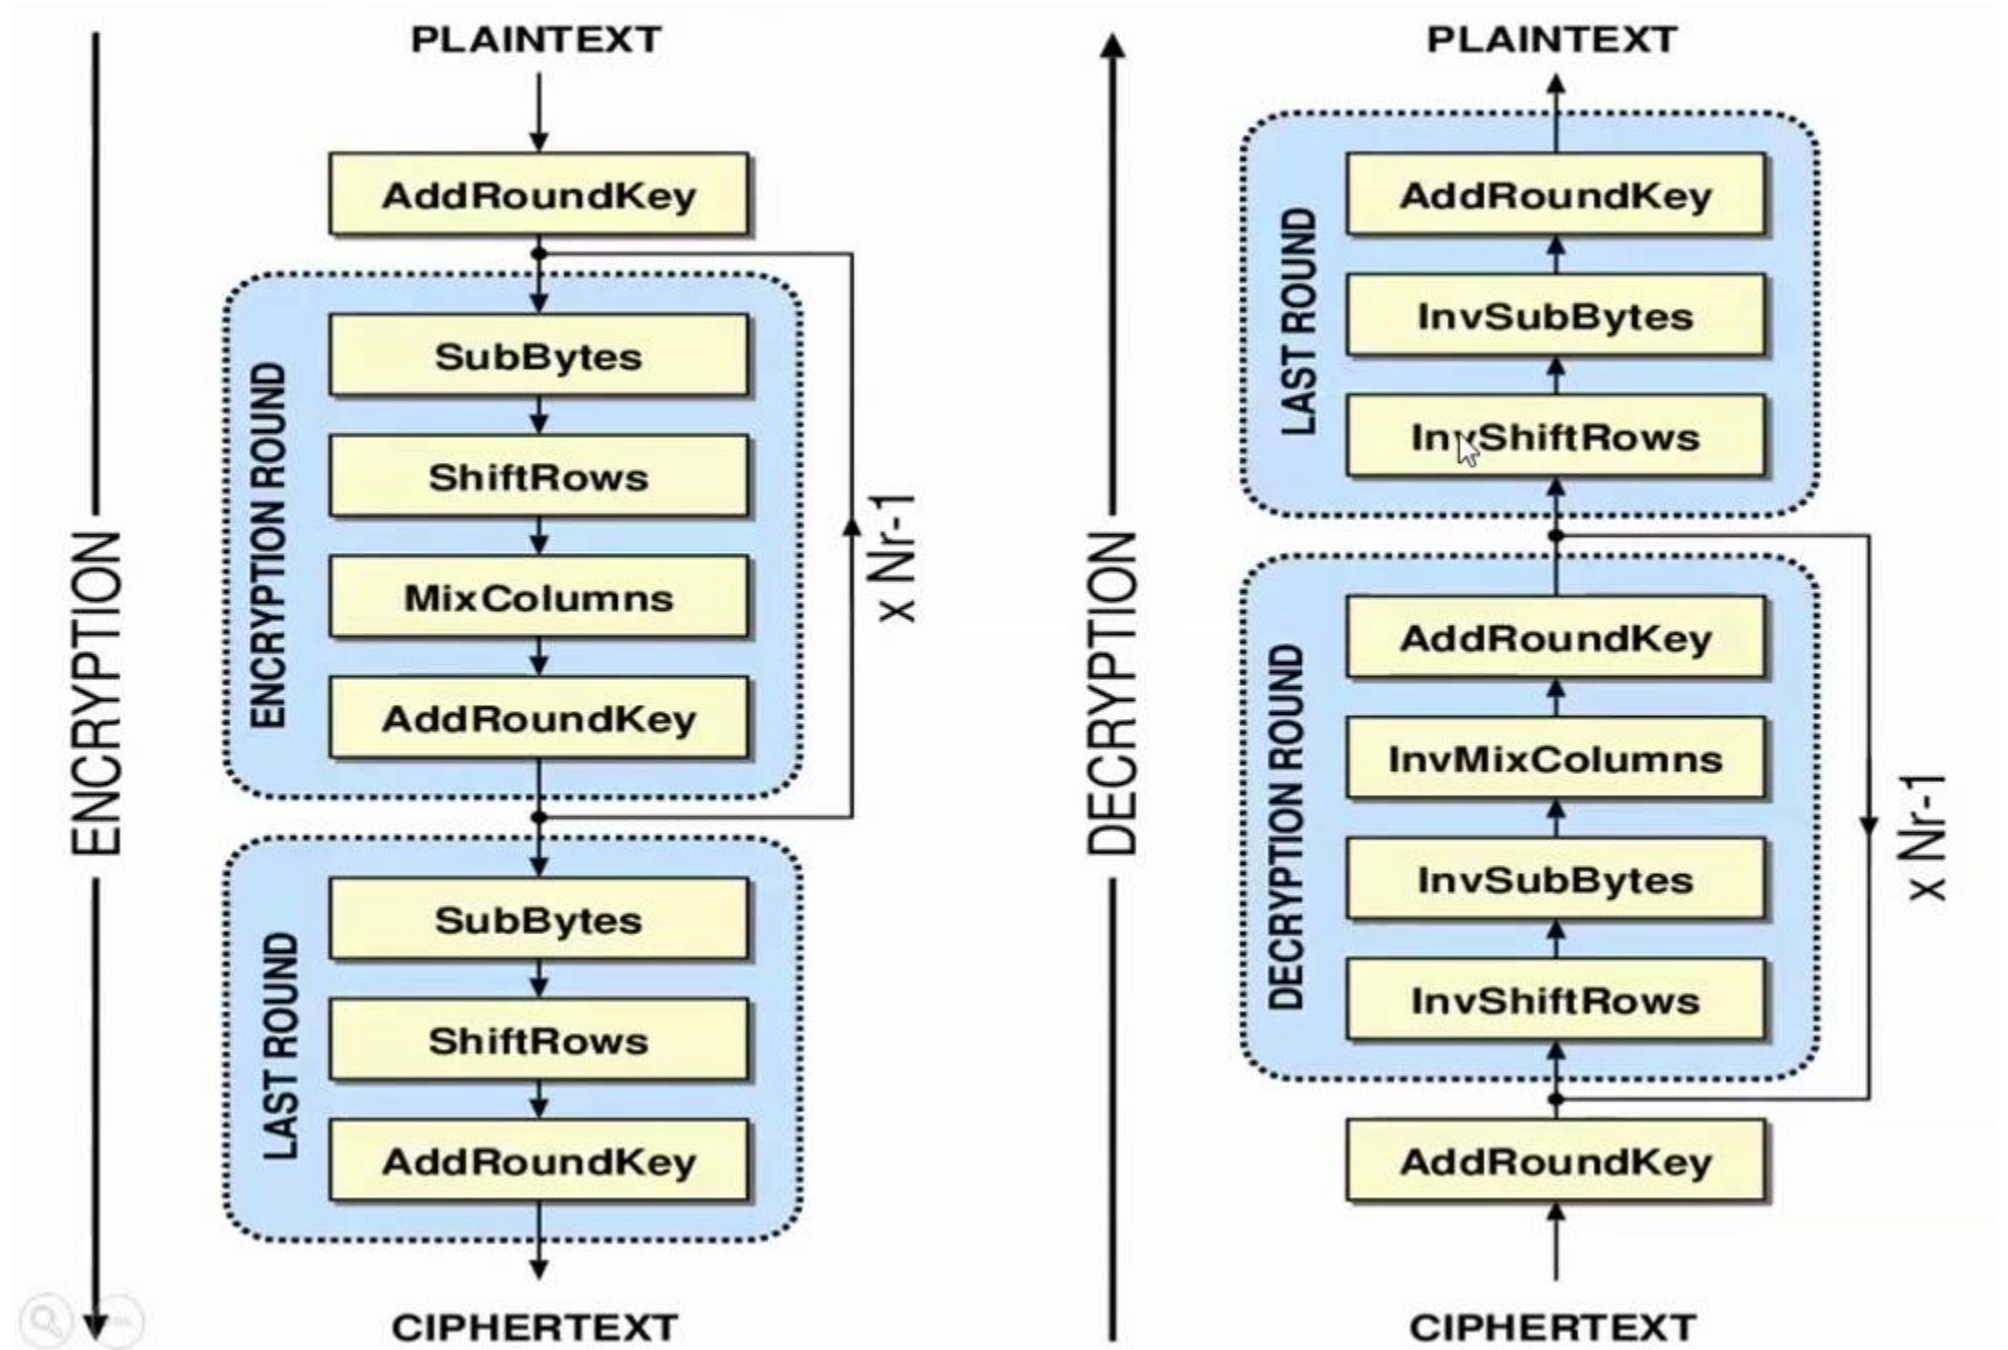 ENCRYPTION
PLAINTEXT
AddRoundKey
ENCRYPTION ROUND
SubBytes
ShiftRows
MixColumns
AddRoundKey
x Nr-1
LAST ROUND
SubBytes
ShiftRows
AddRoundKey
CIPHERTEXT
DECRYPTION
PLAINTEXT
LAST ROUND
AddRoundKey
InvSubBytes
InvShiftRows
DECRYPTION ROUND
AddRoundKey
InvMixColumns
InvSubBytes
InvShiftRows
x Nr-1
AddRoundKey
CIPHERTEXT